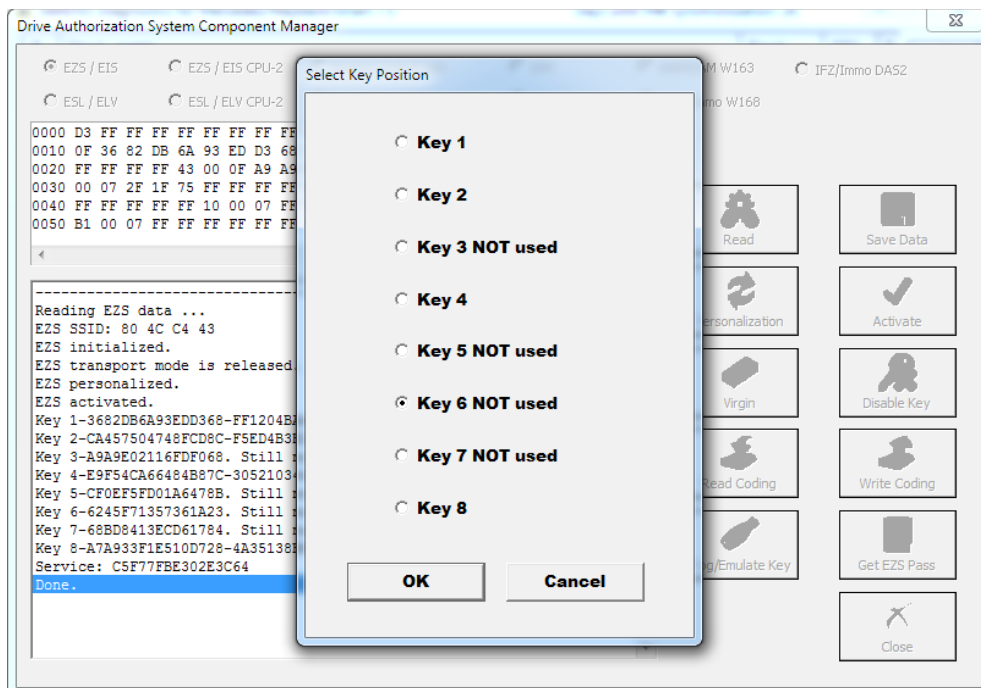 Drive Authorization System Component Manager
EZS / EIS
EZS / EIS CPU-2
W163
IFZ/Immo DAS2
ESL / ELV
ESL / ELV CPU-2
W168
0000 D3 FF FF FF FF FF FF FF FF
0010 0F 36 82 DB 6A 93 ED D3 68
0020 FF FF FF FF 43 00 0F A9 A9
0030 00 07 2F 1F 75 FF FF FF FF
0040 FF FF FF FF FF 10 00 07 FF
0050 B1 00 07 FF FF FF FF FF FF
Reading EZS data ...
EZS SSID: 80 4C C4 43
EZS initialized.
EZS transport mode is released.
EZS personalized.
EZS activated.
Key 1-3682DB6A93EDD368-FF1204B
Key 2-CA457504748FCD8C-F5ED4B3
Key 3-A9A9E02116FDF068. Still
Key 4-E9F54CA66484B87C-30521034
Key 5-CF0EF5FD01A6478B. Still
Key 6-6245F71357361A23. Still
Key 7-68BD8413ECD61784. Still
Key 8-A7A933F1E510D728-4A35138
Service: C5F77FBE302E3C64
Done.
Select Key Position
Key 1
Key 2
Key 3 NOT used
Key 4
Key 5 NOT used
Key 6 NOT used
Key 7 NOT used
Key 8
OK
Cancel
Read
Save Data
ersonalization
Activate
Virgin
Disable Key
Read Coding
Write Coding
g/Emulate Key
Get EZS Pass
Close